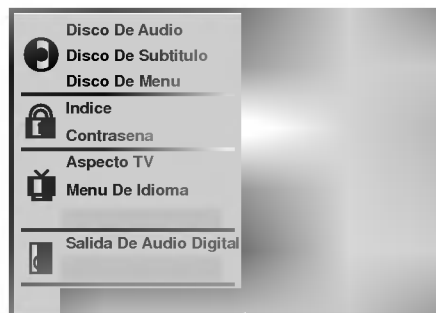 Disco De Audio
Disco De Subtitulo
Disco De Menu
Indice
Contrasena
Aspecto TV
Menu De Idioma
Salida De Audio Digital